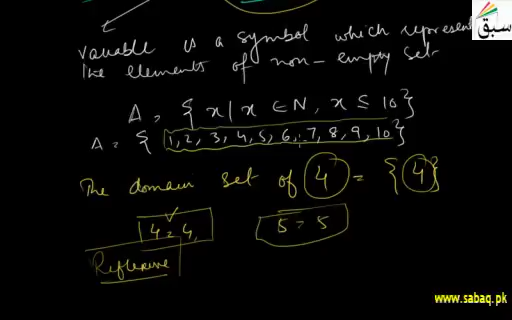 سبق
variable is a symbol which represent
The elements of non-empty set
A = { x | x ∈ N, x ≤ 10 }
A = { 1, 2, 3, 4, 5, 6, 7, 8, 9, 10 }
The domain set of 4 = { 4 }
4 = 4, 5 = 5
Reflexive
www.sabaq.pk